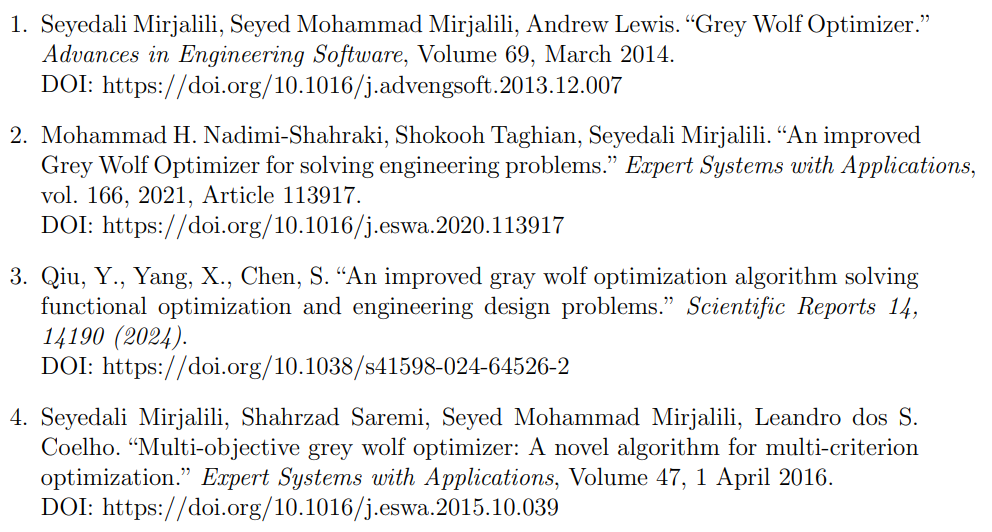 1. Seyedali Mirjalili, Seyed Mohammad Mirjalili, Andrew Lewis. “Grey Wolf Optimizer.”
Advances in Engineering Software, Volume 69, March 2014.
DOI: https://doi.org/10.1016/j.advengsoft.2013.12.007
2. Mohammad H. Nadimi-Shahraki, Shokooh Taghian, Seyedali Mirjalili. “An improved
Grey Wolf Optimizer for solving engineering problems.” Expert Systems with Applications,
vol. 166, 2021, Article 113917.
DOI: https://doi.org/10.1016/j.eswa.2020.113917
3. Qiu, Y., Yang, X., Chen, S. “An improved gray wolf optimization algorithm solving
functional optimization and engineering design problems.” Scientific Reports 14,
14190 (2024).
DOI: https://doi.org/10.1038/s41598-024-64526-2
4. Seyedali Mirjalili, Shahrzad Saremi, Seyed Mohammad Mirjalili, Leandro dos S.
Coelho. “Multi-objective grey wolf optimizer: A novel algorithm for multi-criterion
optimization.” Expert Systems with Applications, Volume 47, 1 April 2016.
DOI: https://doi.org/10.1016/j.eswa.2015.10.039